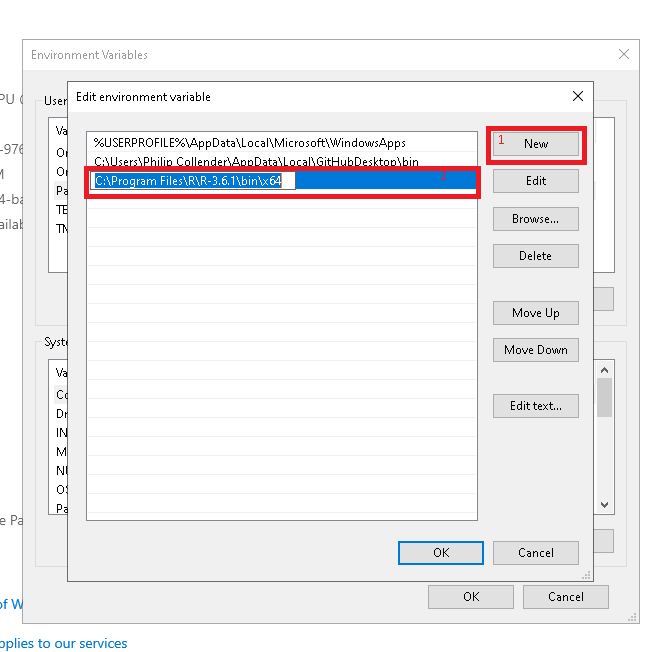 Environment Variables
PU
User
Edit environment variable
%USERPROFILE%\AppData\Local\Microsoft\WindowsApps
C:\Users\Philip Collender\AppData\Local\GitHubDesktop\bin
C:\Program Files\R\R-3.6.1\bin\x64
1
New
Edit
Browse...
Delete
Move Up
Move Down
Edit text...
Va
On
On
Pa
TE
TN
-976
M
4-ba
ailab
Syste
Va
Co
Dr
IN
M
NU
OS
Pa
e Pa
OK
Cancel
OK
Cancel
of W
pplies to our services